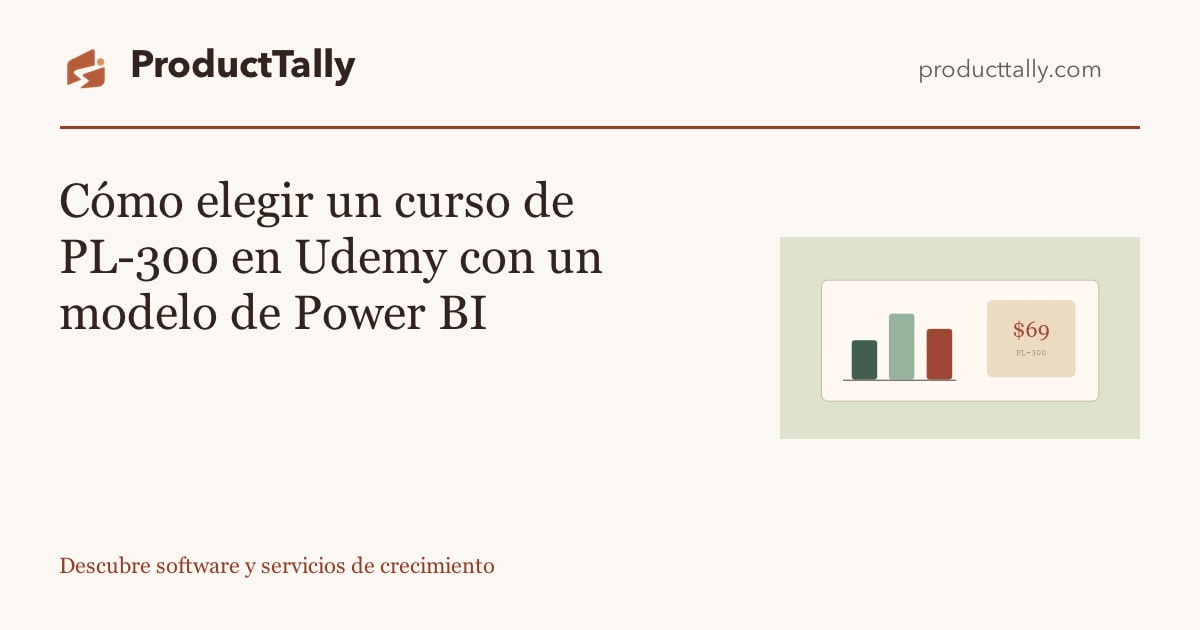 ProductTally
producttally.com
Cómo elegir un curso de
PL-300 en Udemy con un
modelo de Power BI
$69
PL-300
Descubre software y servicios de crecimiento